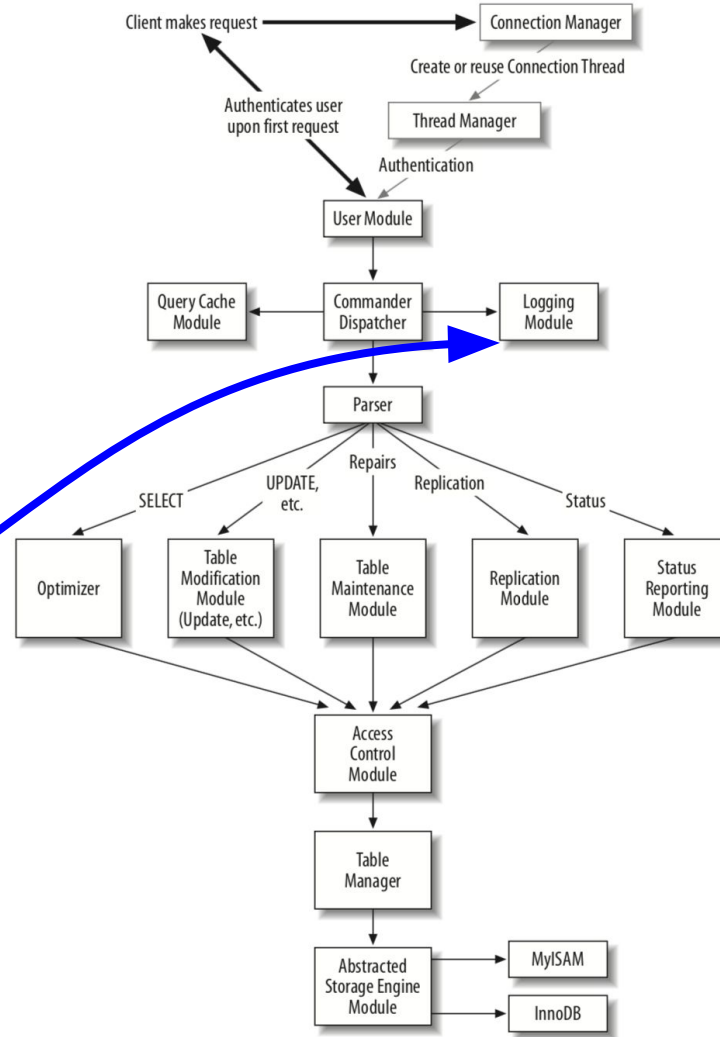 Client makes request
Connection Manager
Create or reuse Connection Thread
Authenticates user
upon first request
Thread Manager
Authentication
User Module
Query Cache
Module
Commander
Dispatcher
Logging
Module
Parser
SELECT
UPDATE,
etc.
Repairs
Replication
Status
Optimizer
Table
Modification
Module
(Update, etc.)
Table
Maintenance
Module
Replication
Module
Status
Reporting
Module
Access
Control
Module
Table
Manager
Abstracted
Storage Engine
Module
MyISAM
InnoDB